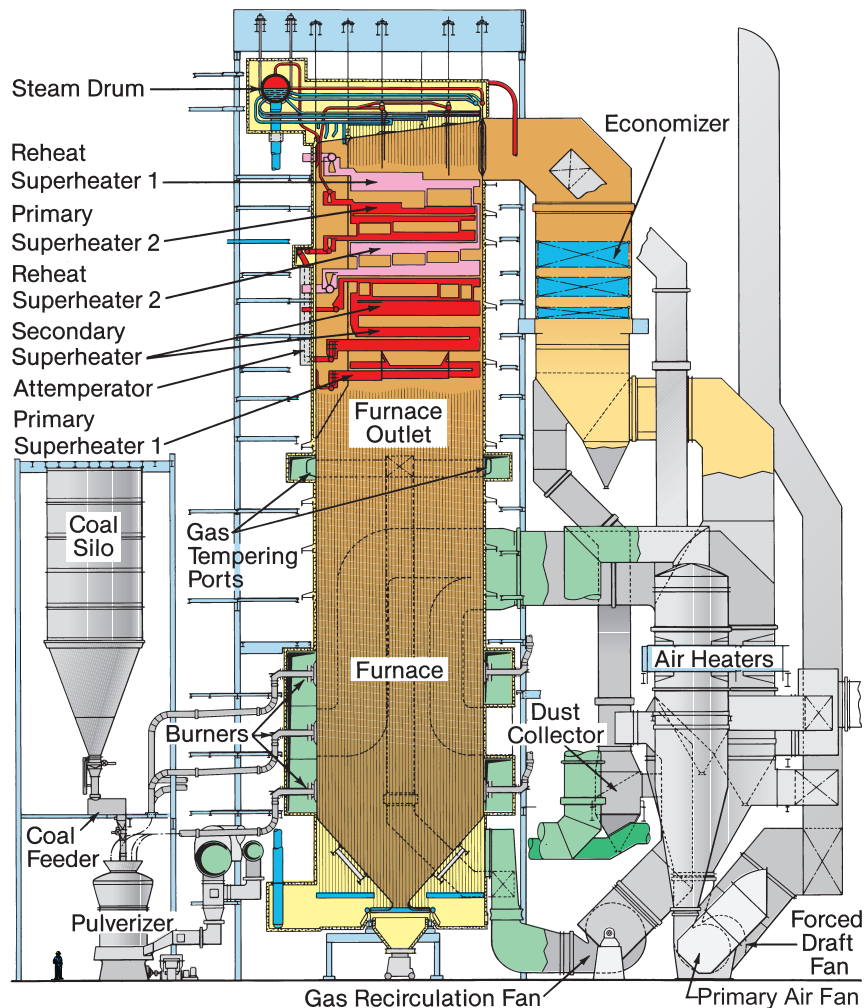 Steam Drum
Economizer
Reheat
Superheater 1
Primary
Superheater 2
Reheat
Superheater 2
Secondary
Superheater
Attemperator
Primary
Superheater 1
Furnace
Outlet
Coal
Silo
Gas
Tempering
Ports
Furnace
Air Heaters
Burners
Dust
Collector
Coal
Feeder
Pulverizer
Forced
Draft
Fan
Gas Recirculation Fan
Primary Air Fan